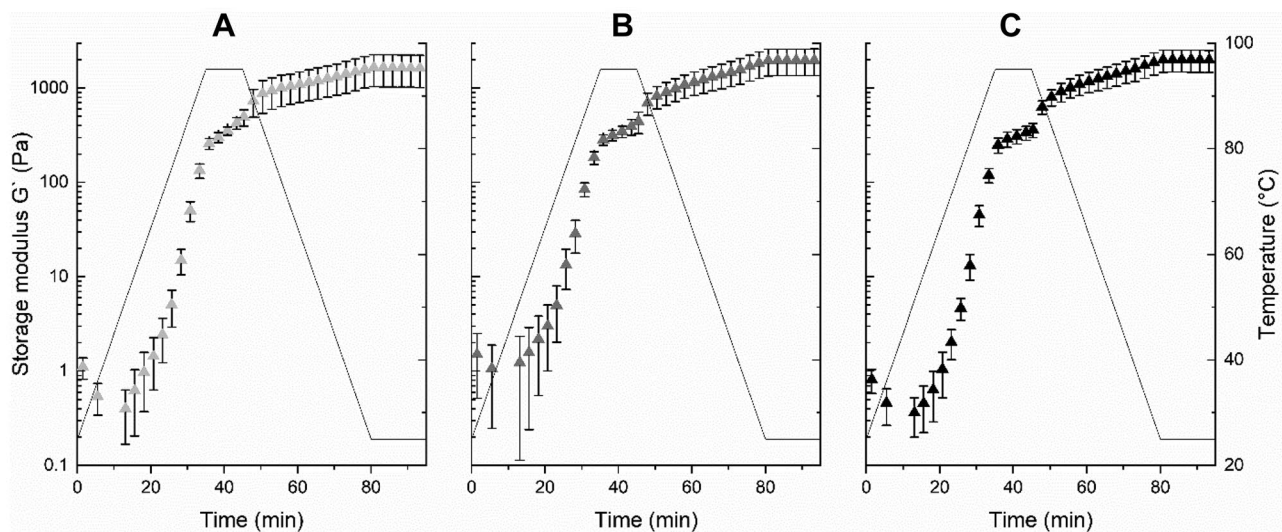 A B C
Storage modulus G` (Pa)
1000
100
10
1
0.1
0 20 40 60 80
Time (min)
0 20 40 60 80
Time (min)
0 20 40 60 80
Time (min)
100
80
60
40
20
Temperature (°C)